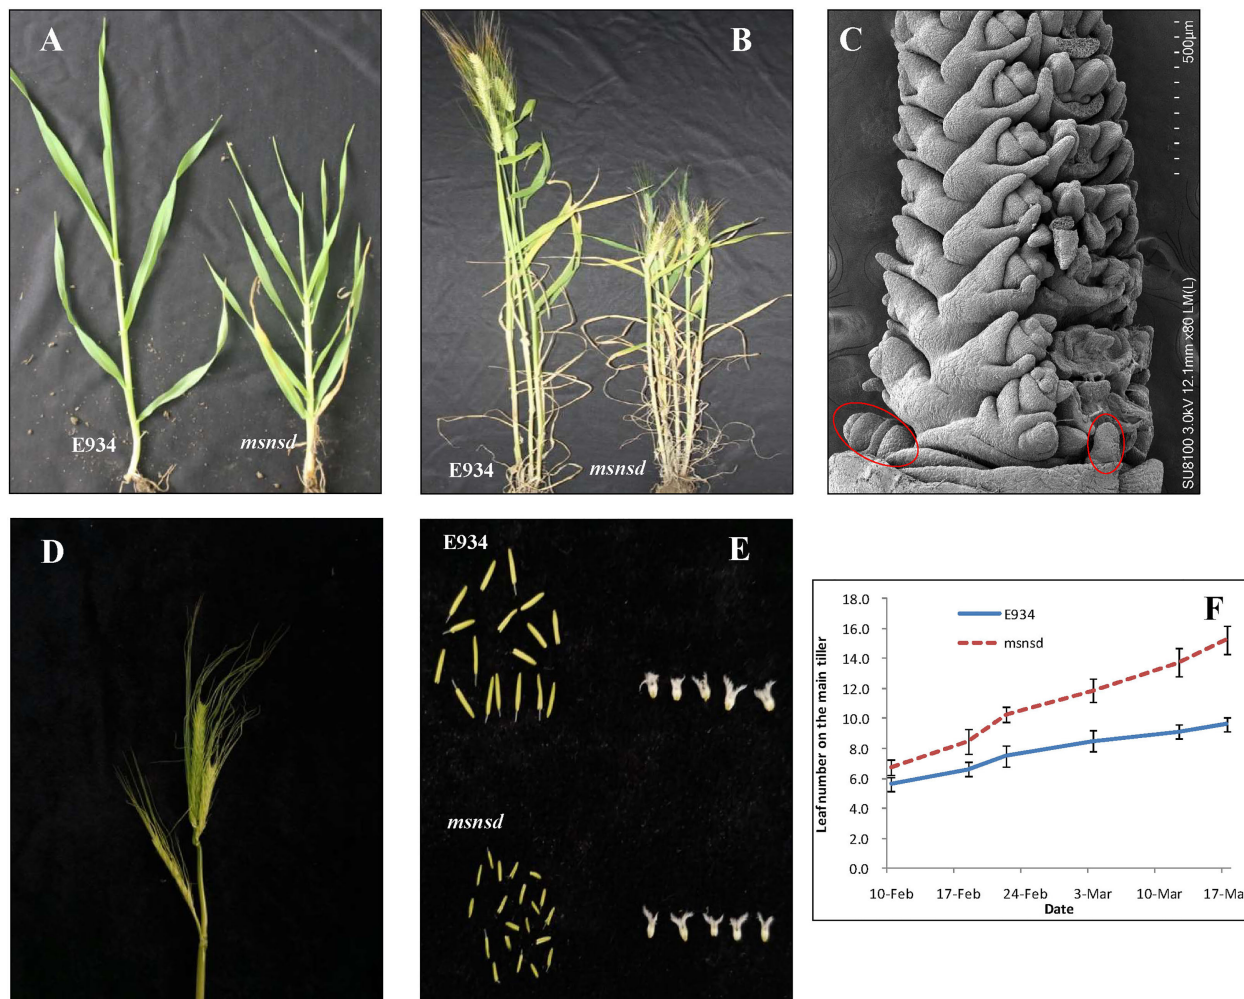 A
E934
msnsd
B
E934
msnsd
C
500µm
SU8100 3.0kV 12.1mm x80 LM(L)
D
E934
E
msnsd
F
18.0
16.0
14.0
12.0
10.0
8.0
6.0
4.0
2.0
0.0
E934
msnsd
Leaf number on the main tiller
10-Feb 17-Feb 24-Feb 3-Mar 10-Mar 17-Ma
Date